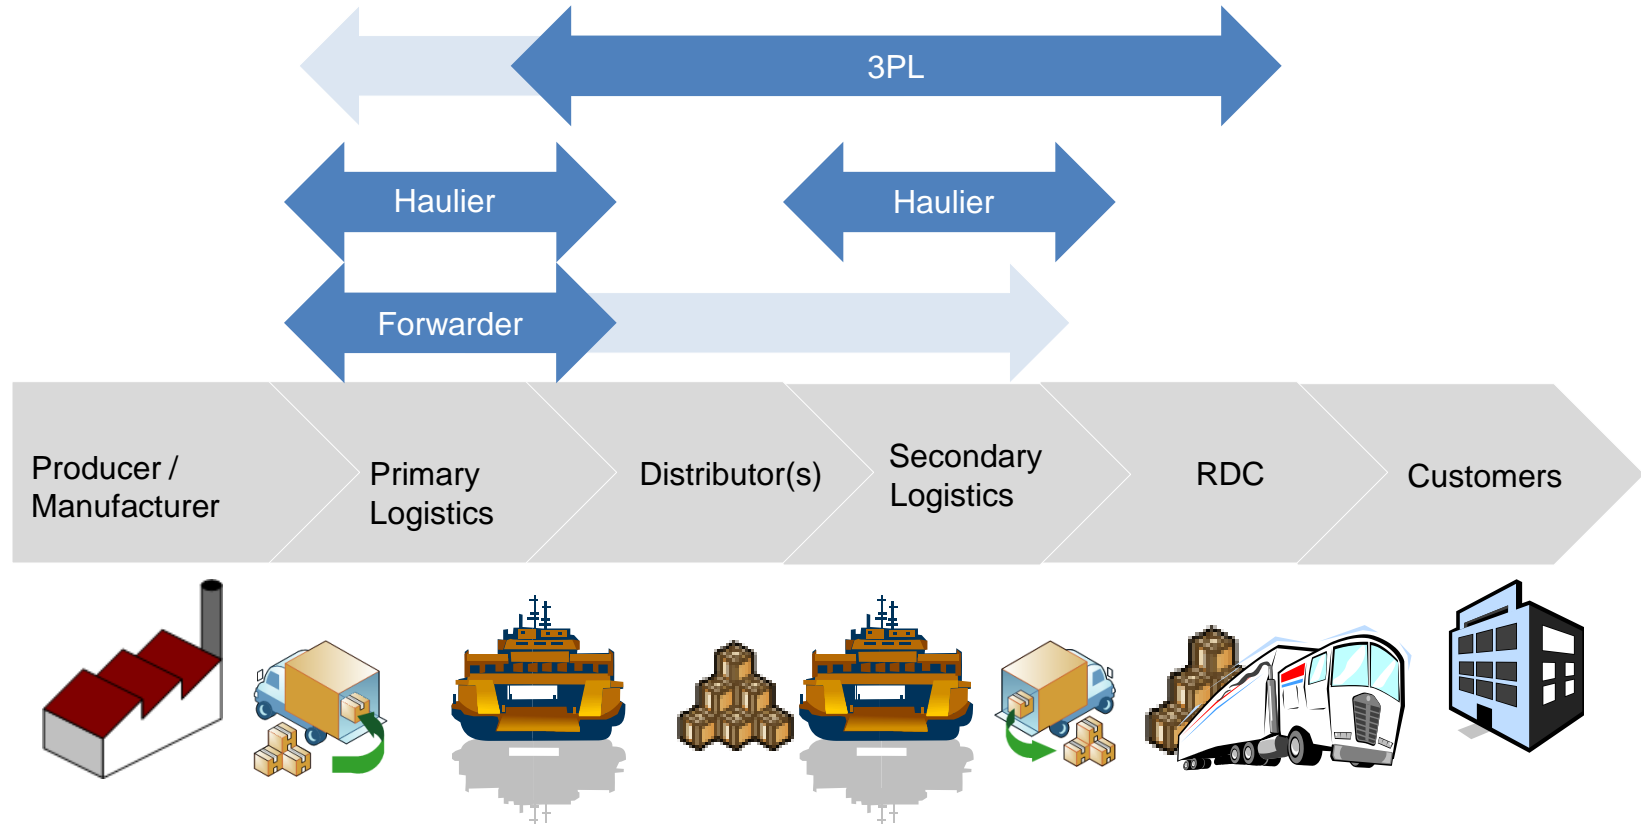 3PL
Haulier
Haulier
Forwarder
Producer /
Manufacturer
Primary
Logistics
Distributor(s)
Secondary
Logistics
RDC
Customers